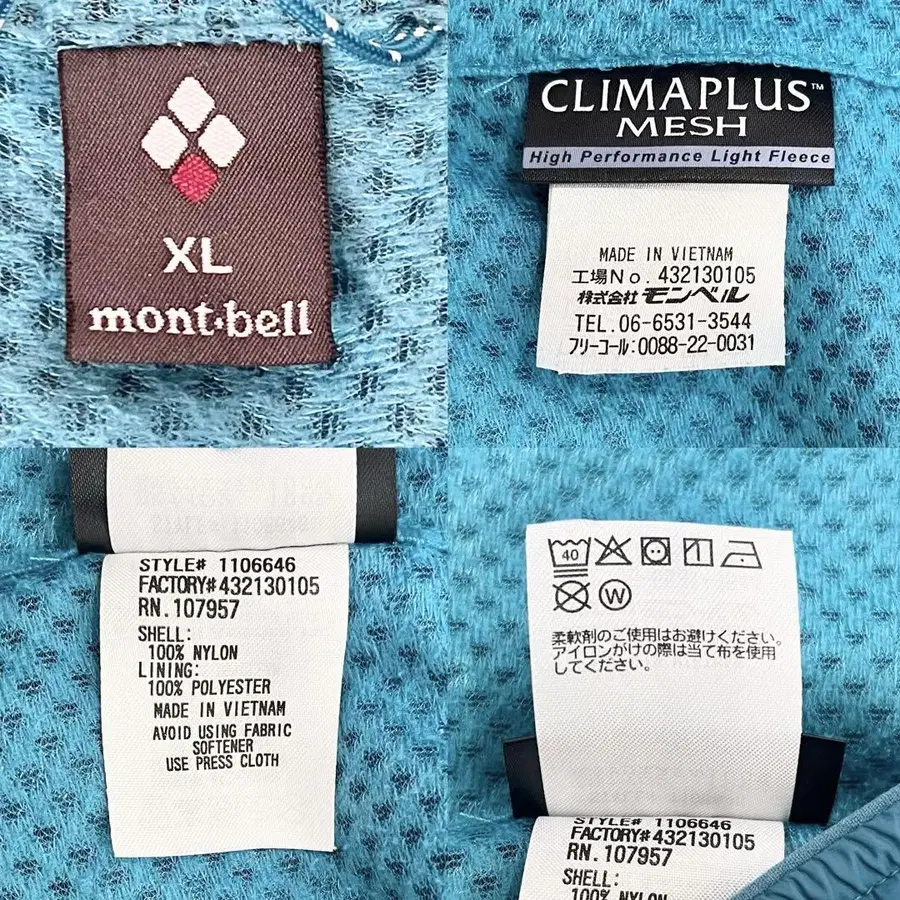 XL
mont-bell
CLIMAPLUS™
MESH
High Performance Light Fleece
MADE IN VIETNAM
工場No. 432130105
株式会社 モンベル
TEL. 06-6531-3544
フリーコール:0088-22-0031
STYLE# 1106646
FACTORY#432130105
RN. 107957
SHELL:
100% NYLON
LINING:
100% POLYESTER
MADE IN VIETNAM
AVOID USING FABRIC
SOFTENER
USE PRESS CLOTH
40
W
柔軟剤のご使用はお避けください。
アイロンがけの際は当て布を使用
してください。
STYLE# 1106646
FACTORY#432130105
RN. 107957
SHELL:
100% NYLON